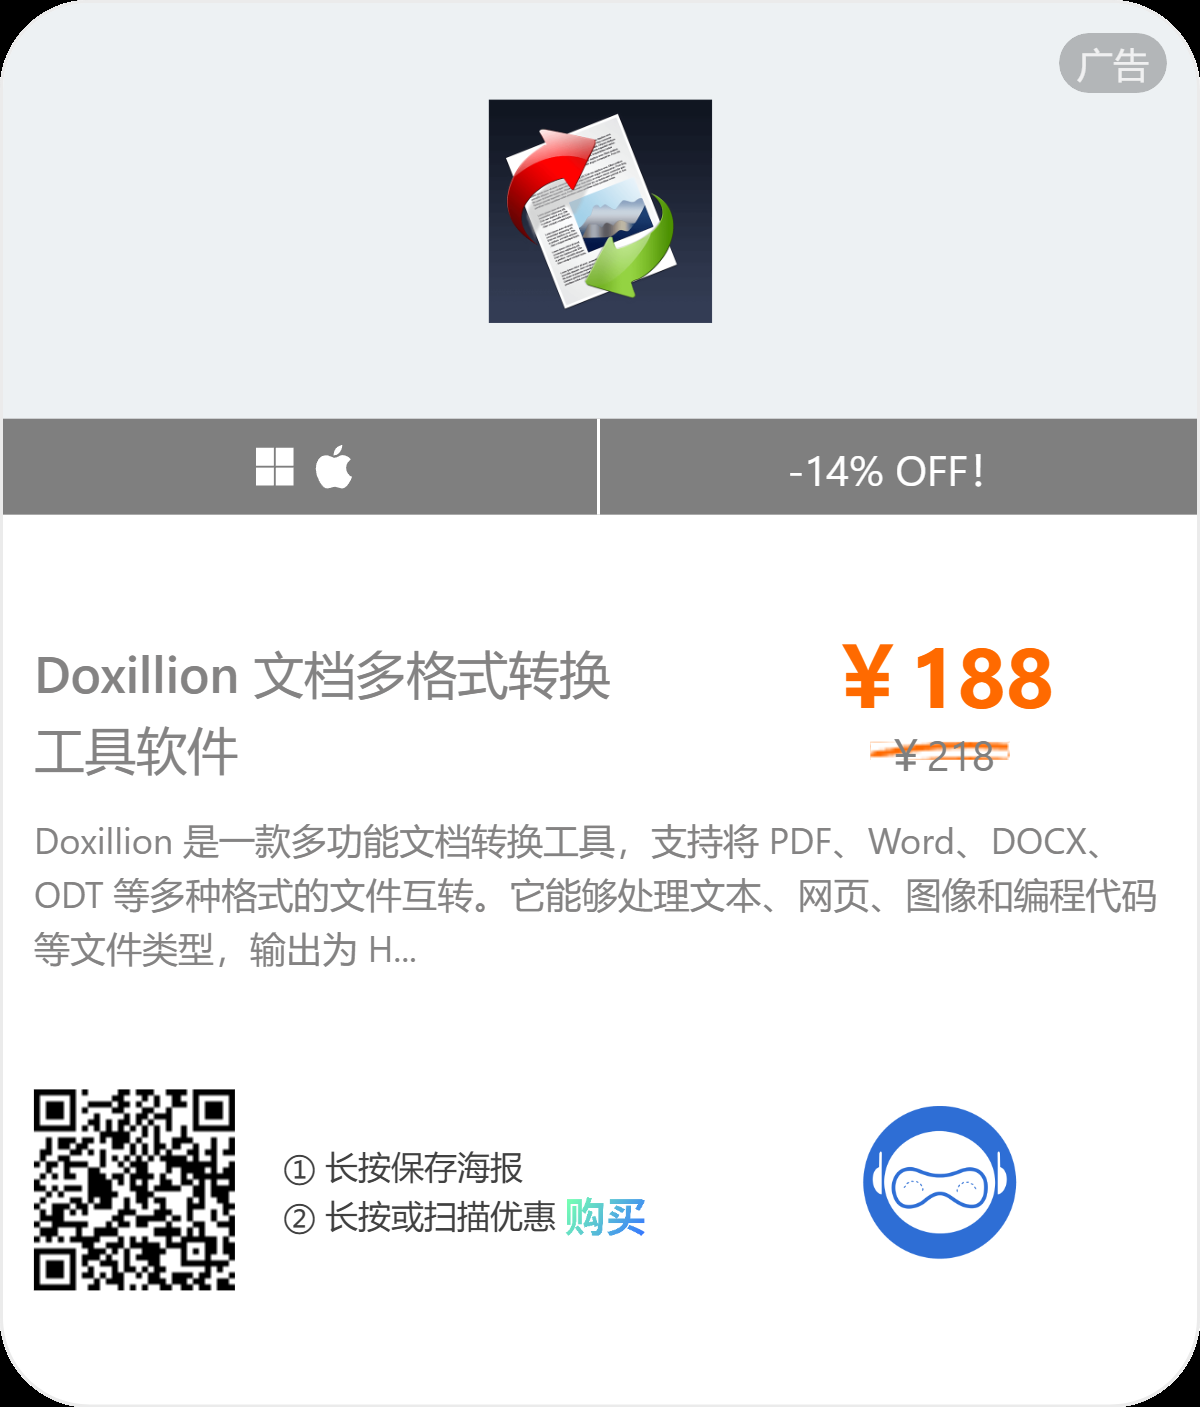 广告
-14% OFF!
Doxillion 文档多格式转换
工具软件
¥ 188
¥ 218
Doxillion 是一款多功能文档转换工具，支持将 PDF、Word、DOCX、
ODT 等多种格式的文件互转。它能够处理文本、网页、图像和编程代码
等文件类型，输出为 H...
① 长按保存海报
② 长按或扫描优惠 购买